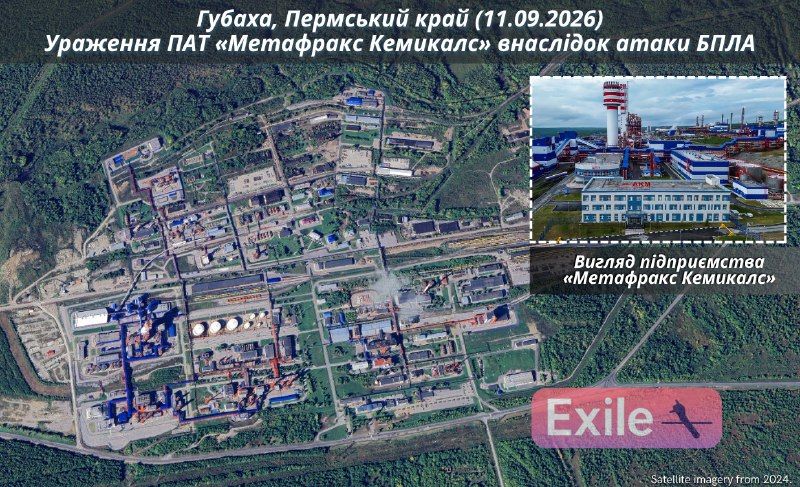 Губаха, Пермський край (11.09.2026)
Ураження ПАТ «Метафракс Кемикалс» внаслідок атаки БПЛА
АКМ
Вигляд підприємства
«Метафракс Кемикалс»
Exile
Satellite imagery from 2024.